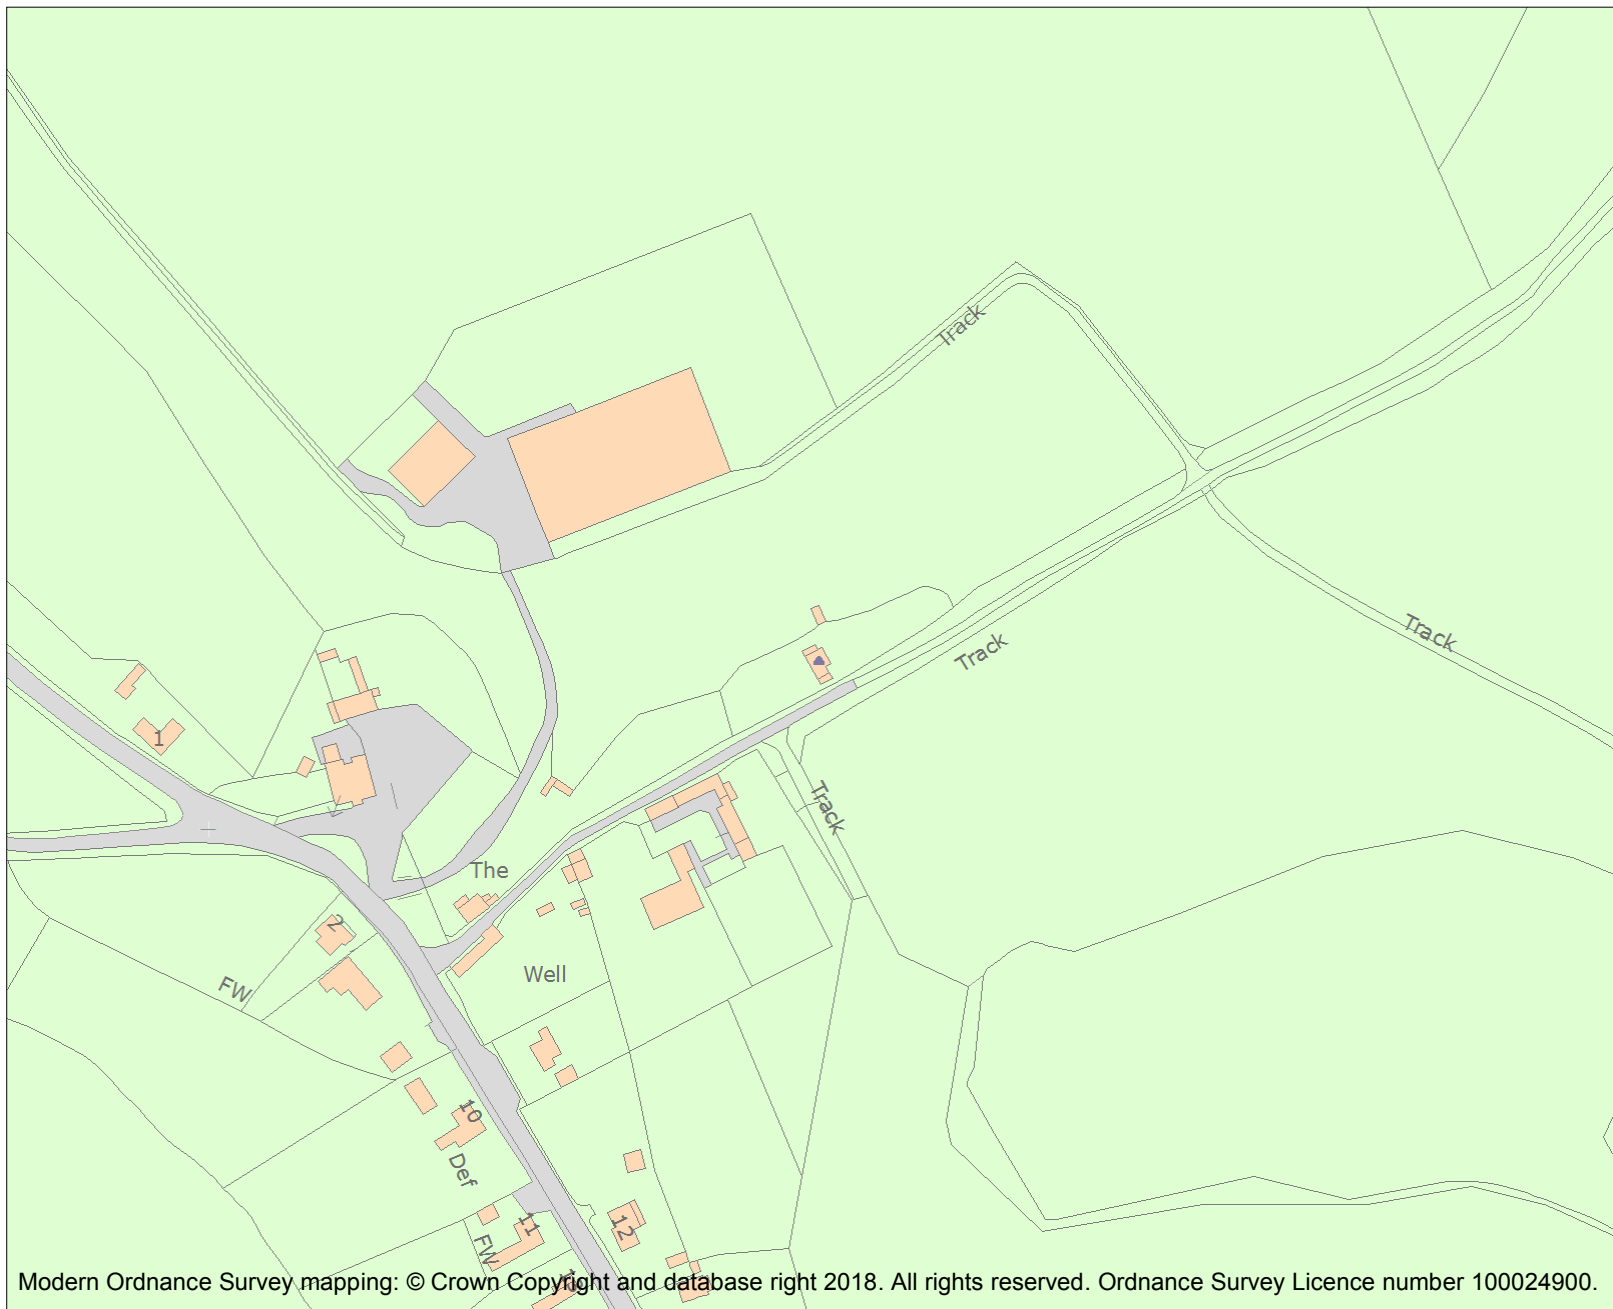 Track
Track
Track
1
Track
The
2
Well
FW
10
Def
11
12
FW
Modern Ordnance Survey mapping: © Crown Copyright and database right 2018. All rights reserved. Ordnance Survey Licence number 100024900.